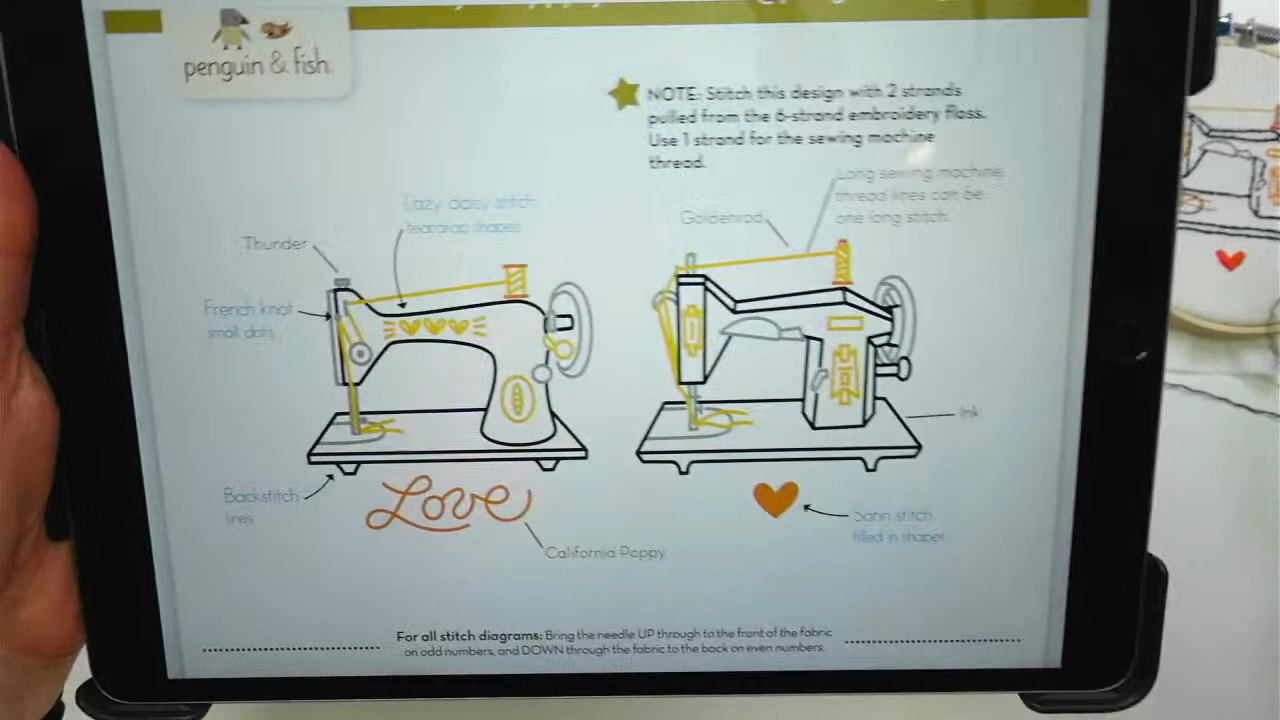 penguin & fish.
NOTE: Stitch this design with 2 strands
pulled from the 6-strand embroidery floss.
Use 1 strand for the sewing machine
thread.
Long sewing machine
thread lines can be
one long stitch
Goldenrod
Lazy daisy stitch
teardrop shapes
Thunder
French knot
small dots
Ink
Backstitch
lines
Love
California Poppy
Satin stitch
filled in shapes
For all stitch diagrams: Bring the needle UP through to the front of the fabric
on odd numbers, and DOWN through the fabric to the back on even numbers.